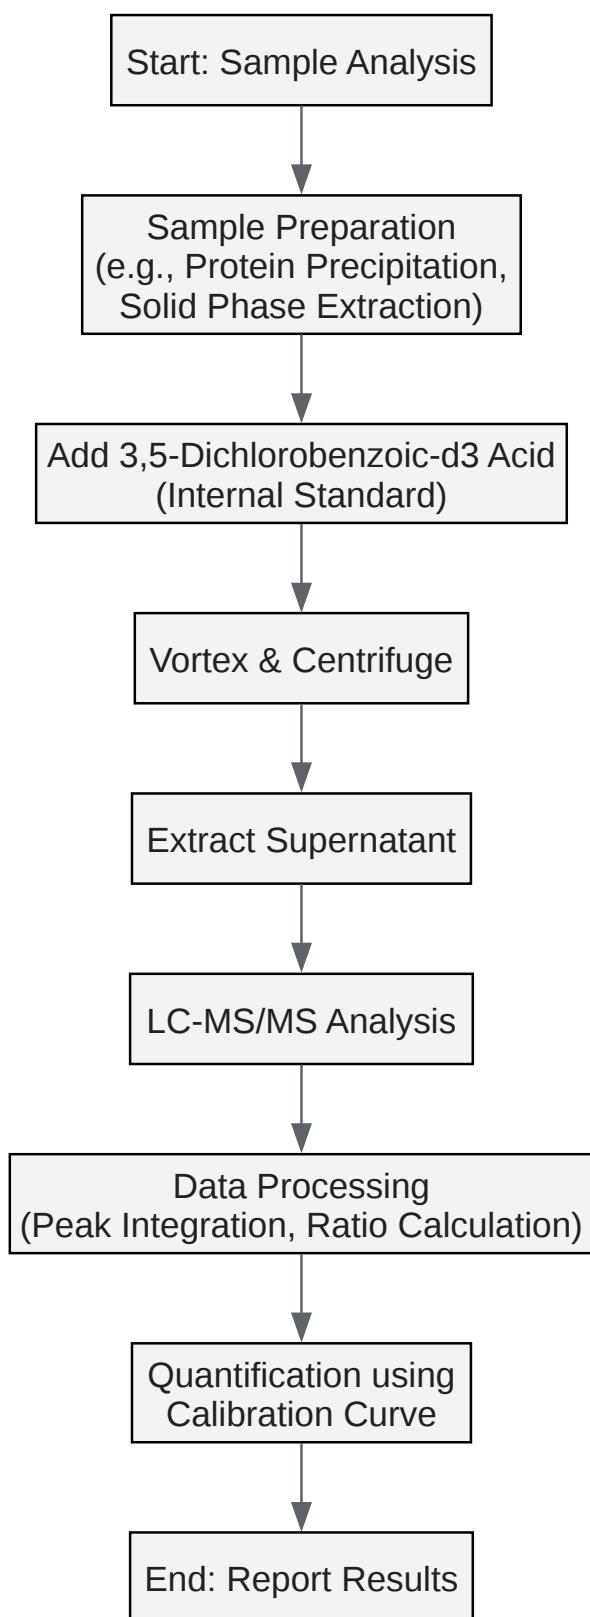 Start: Sample Analysis
Sample Preparation
(e.g., Protein Precipitation,
Solid Phase Extraction)
Add 3,5-Dichlorobenzoic-d3 Acid
(Internal Standard)
Vortex & Centrifuge
Extract Supernatant
LC-MS/MS Analysis
Data Processing
(Peak Integration, Ratio Calculation)
Quantification using
Calibration Curve
End: Report Results